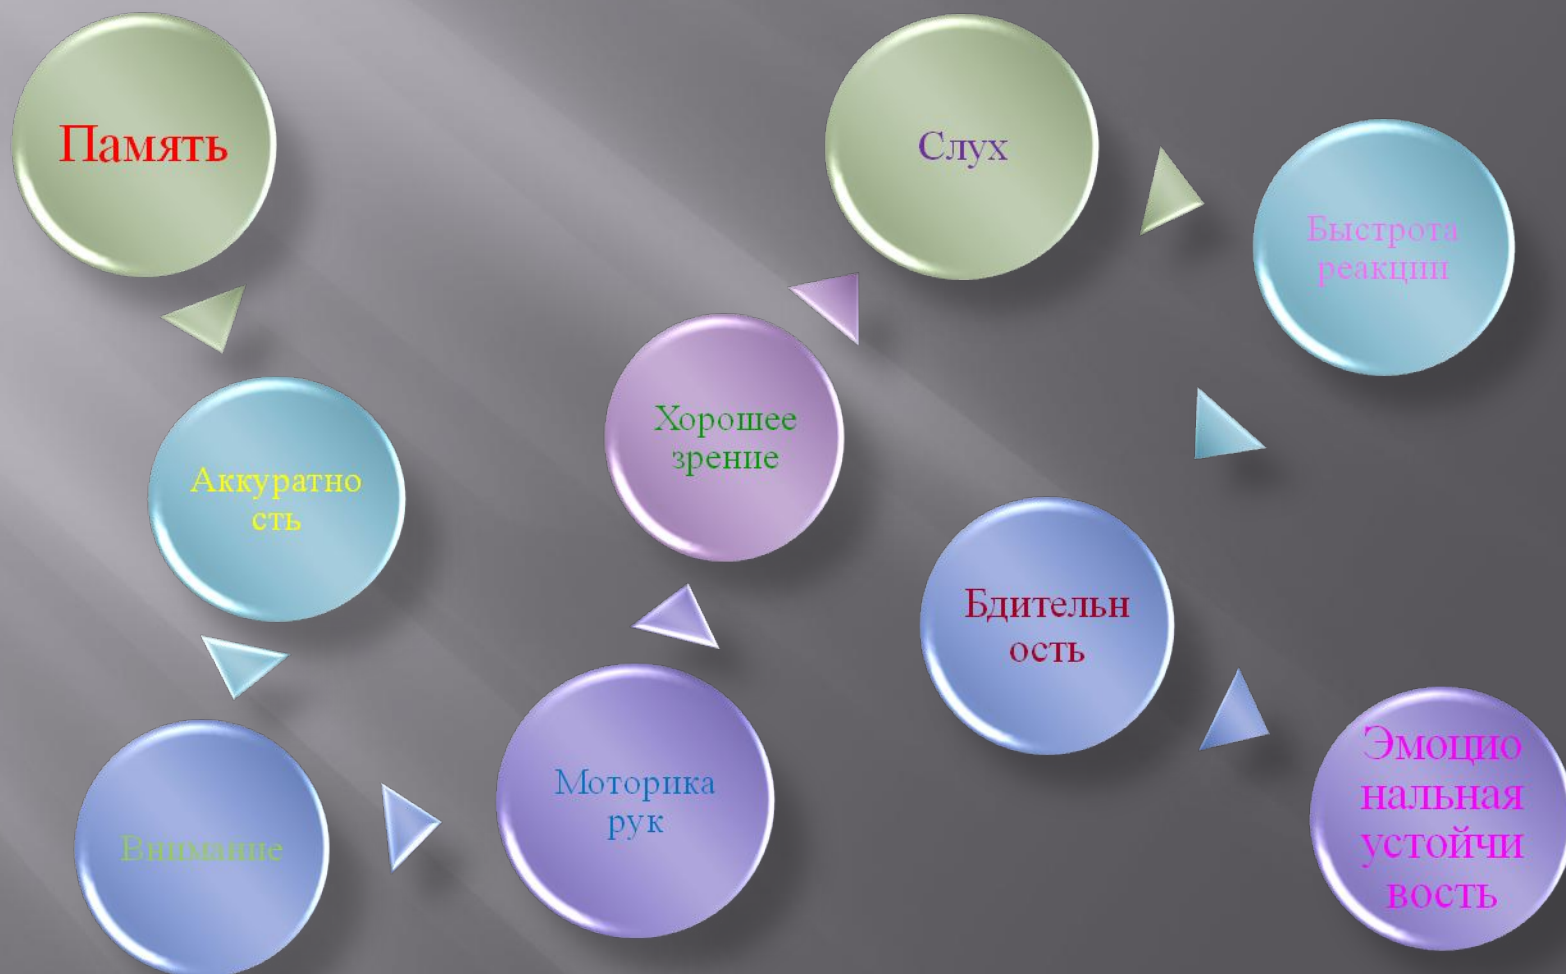 Память
Аккуратно
сть
Внимание
Моторика
рук
Хорошее
зрение
Слух
Быстрота
реакции
Бдительн
ость
Эмоцио
нальная
устойчи
вость